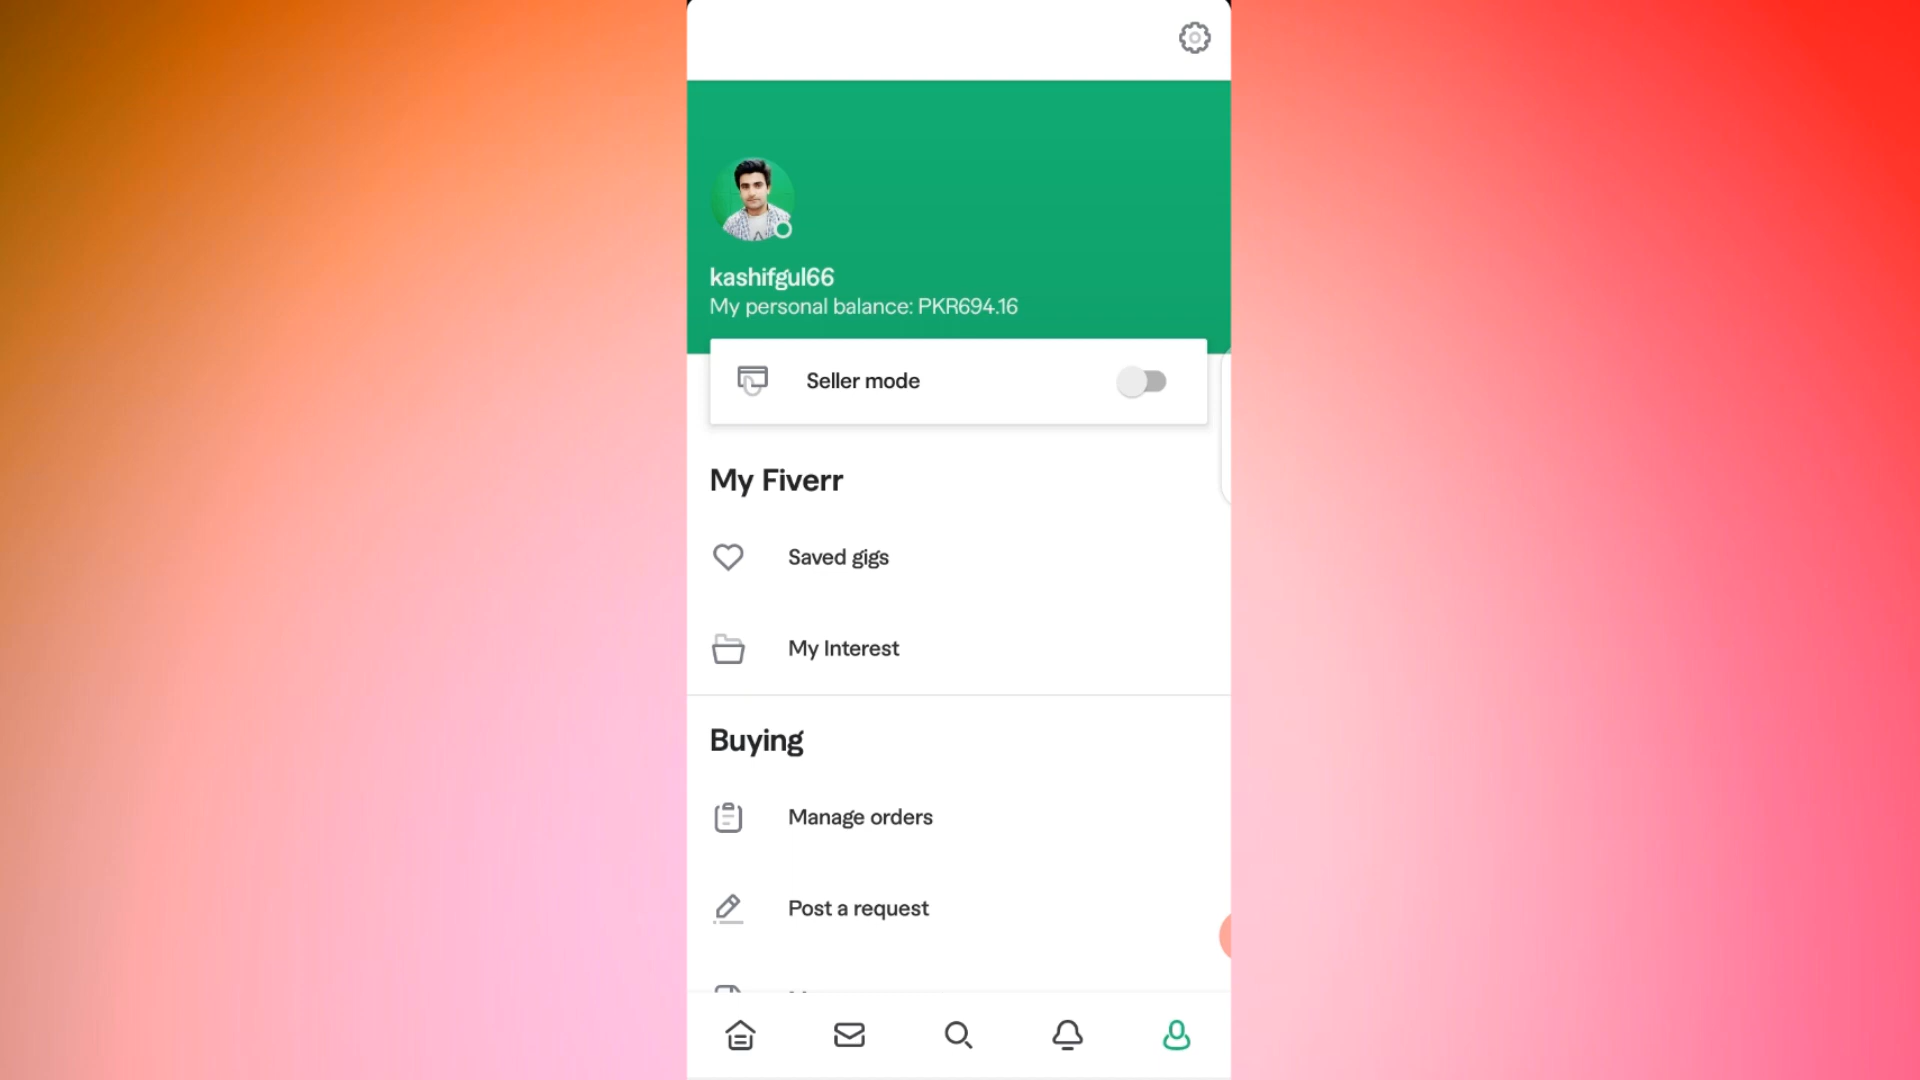 kashifgul66
My personal balance: PKR694.16
Seller mode
My Fiverr
Saved gigs
My Interest
Buying
Manage orders
Post a request